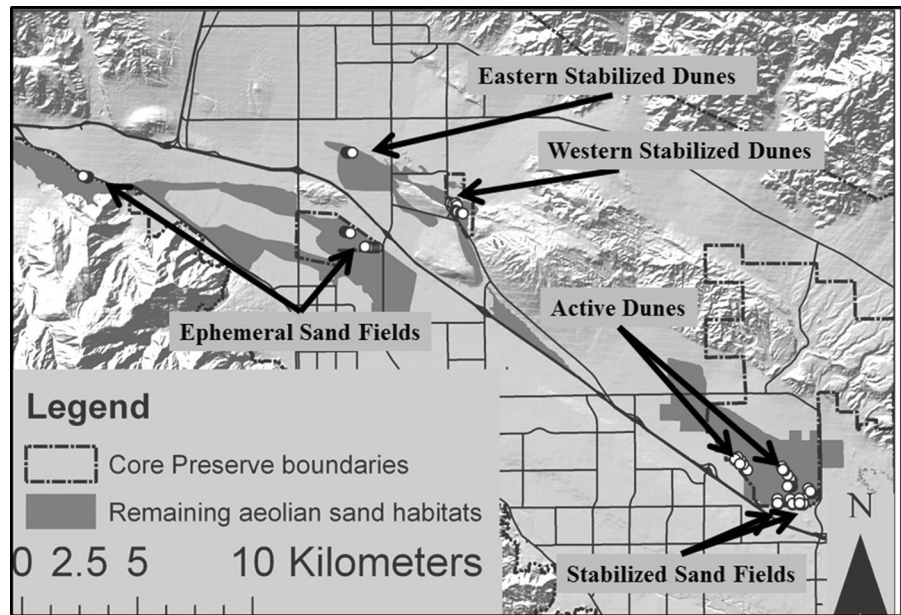 Eastern Stabilized Dunes
Western Stabilized Dunes
Active Dunes
Ephemeral Sand Fields
Legend
Core Preserve boundaries
Remaining aeolian sand habitats
0 2.5 5 10 Kilometers
N
Stabilized Sand Fields